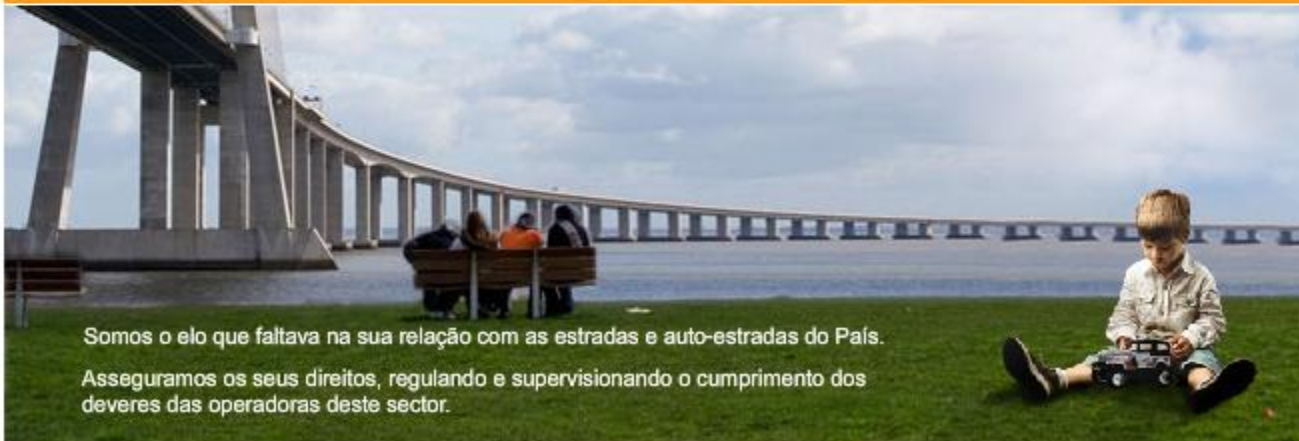 Somos o elo que faltava na sua relação com as estradas e auto-estradas do País.
Asseguramos os seus direitos, regulando e supervisionando o cumprimento dos
deveres das operadoras deste sector.